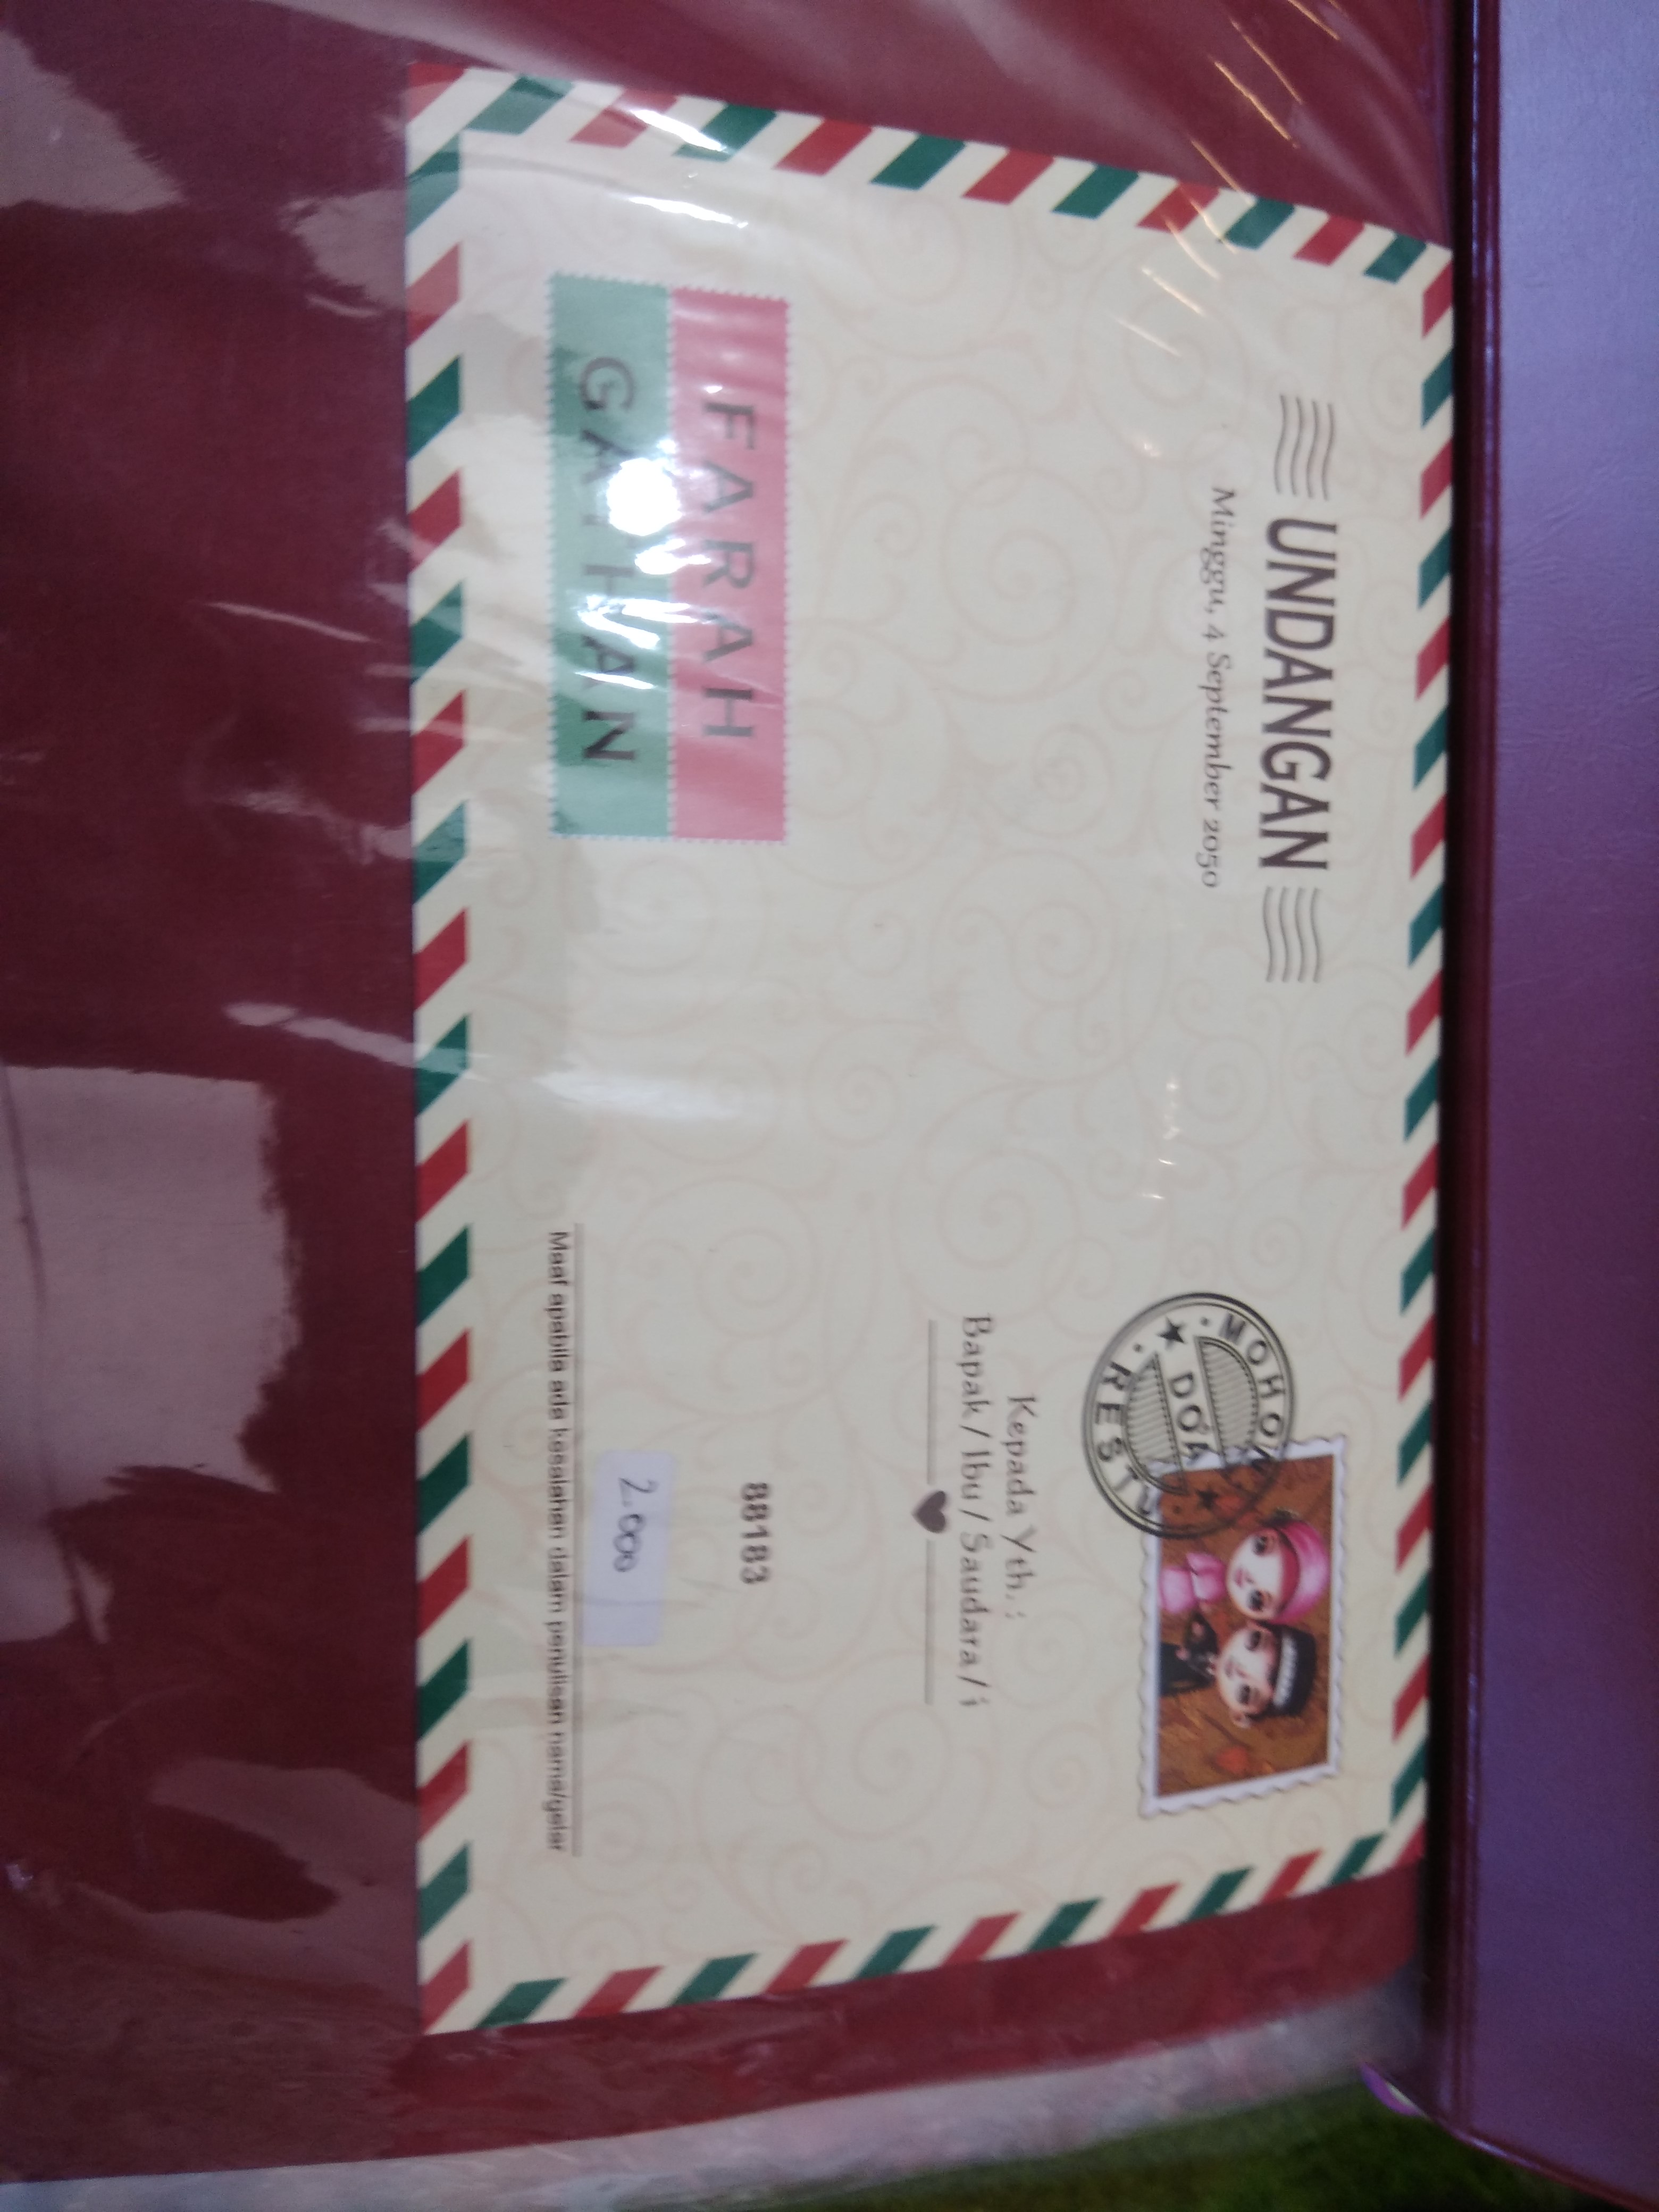 UNDANGAN
Minggu, 4 September 2050
MOHON
DO'A
RESTU
Kepada Yth. :
Bapak / Ibu / Saudara / i
FARAH
GATHAN
88183
2.000
Maaf apabila ada kesalahan dalam penulisan nama/gelar